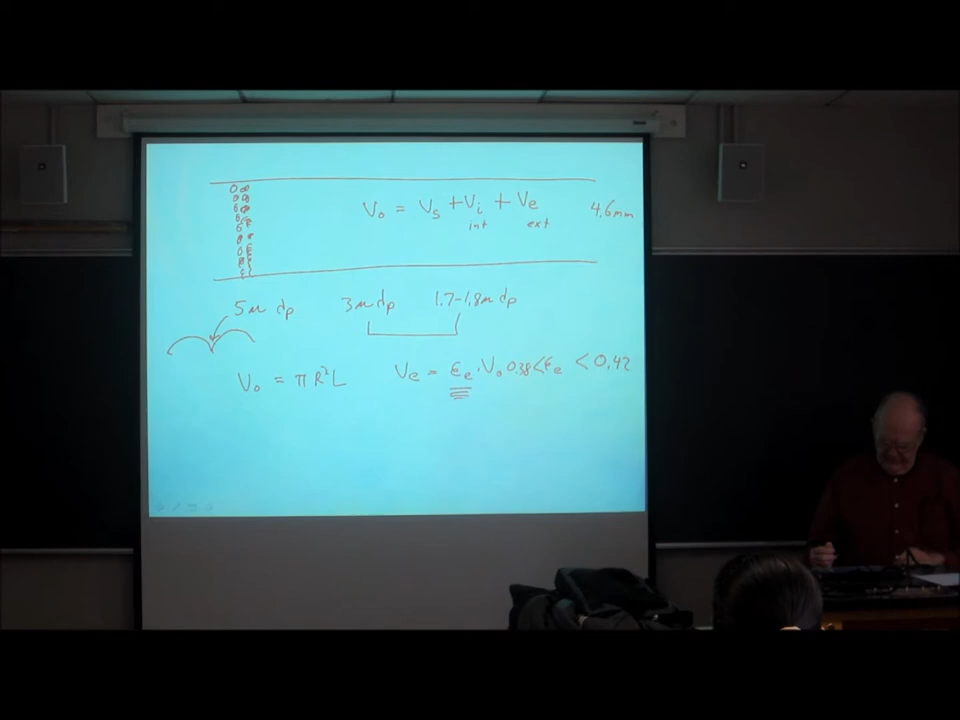 V₀ = Vₛ + Vᵢ + Vₑ 4.6mm
int ext
5μ dₚ 3μ dₚ 1.7-1.8μ dₚ
V₀ = πR²L Vₑ = εₑ·V₀ 0.38<εₑ <0.42